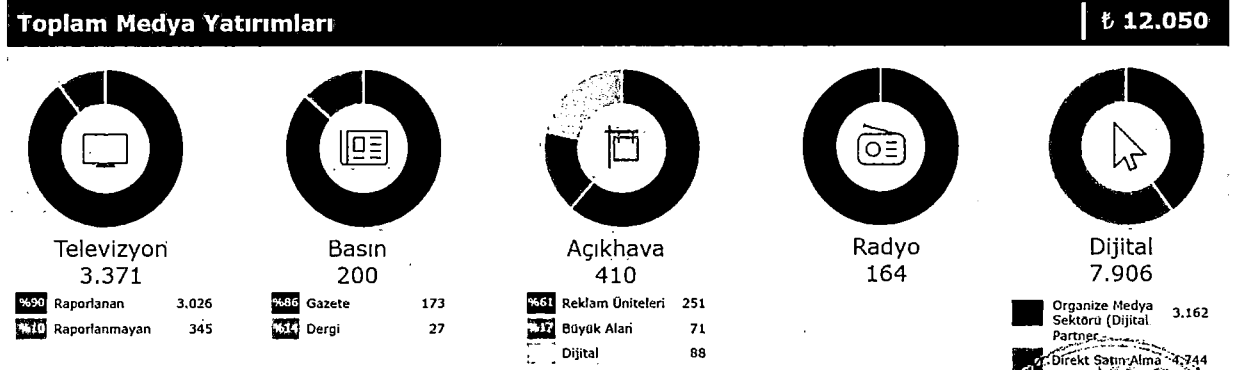 Toplam Medya Yatırımları ₺ 12.050
Televizyon
3.371
%90 Raporlanan 3.026
%10 Raporlanmayan 345
Basın
200
%86 Gazete 173
%14 Dergi 27
Açıkhava
410
%61 Reklam Üniteleri 251
%17 Büyük Alan 71
Dijital 88
Radyo
164
Dijital
7.906
Organize Medya
Sektörü (Dijital
Partner 3.162
Direkt Satın Alma 4.744